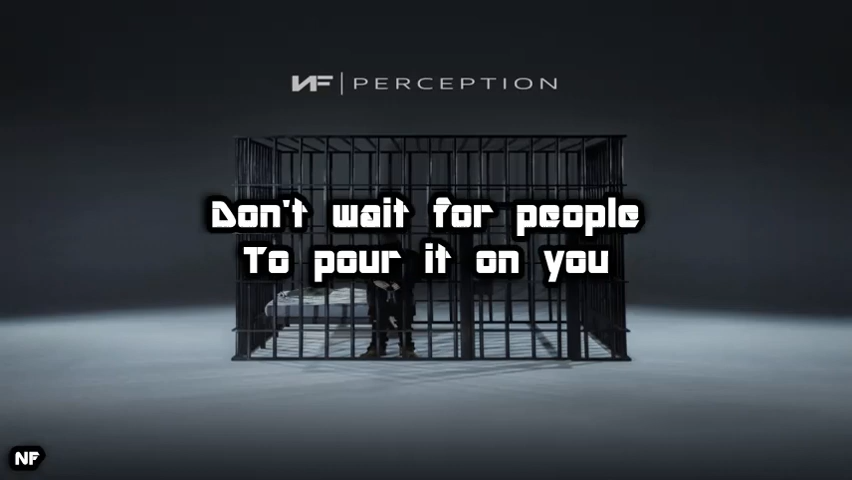 NF | PERCEPTION
Don't wait for people
To pour it on you
NF